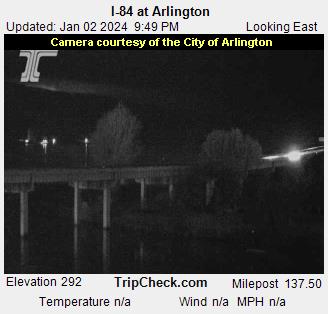 I-84 at Arlington
Updated: Jan 02 2024 9:49 PM Looking East
Camera courtesy of the City of Arlington
Elevation 292 TripCheck.com Milepost 137.50
Temperature n/a Wind n/a MPH n/a